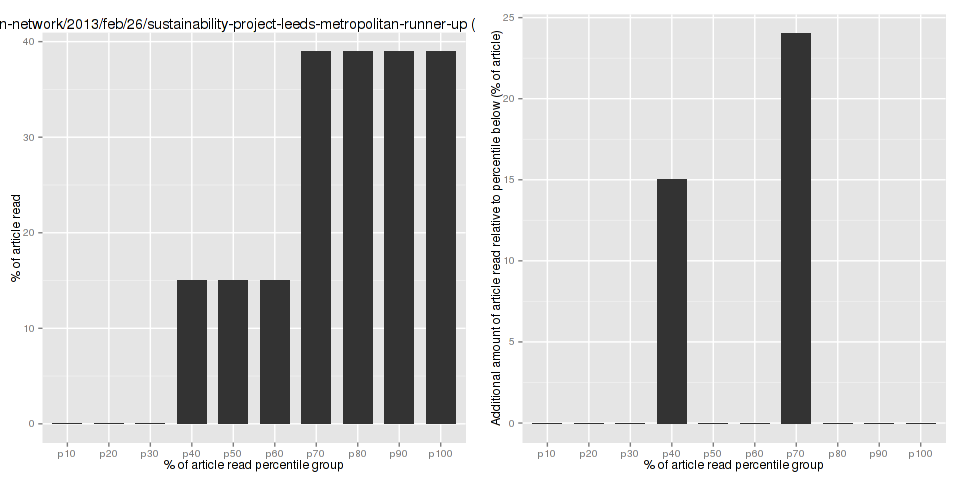 n-network/2013/feb/26/sustainability-project-leeds-metropolitan-runner-up (
% of article read
40
30
20
10
0
p10 p20 p30 p40 p50 p60 p70 p80 p90 p100
% of article read percentile group
Additional amount of article read relative to percentile below (% of article)
25
20
15
10
5
0
p10 p20 p30 p40 p50 p60 p70 p80 p90 p100
% of article read percentile group